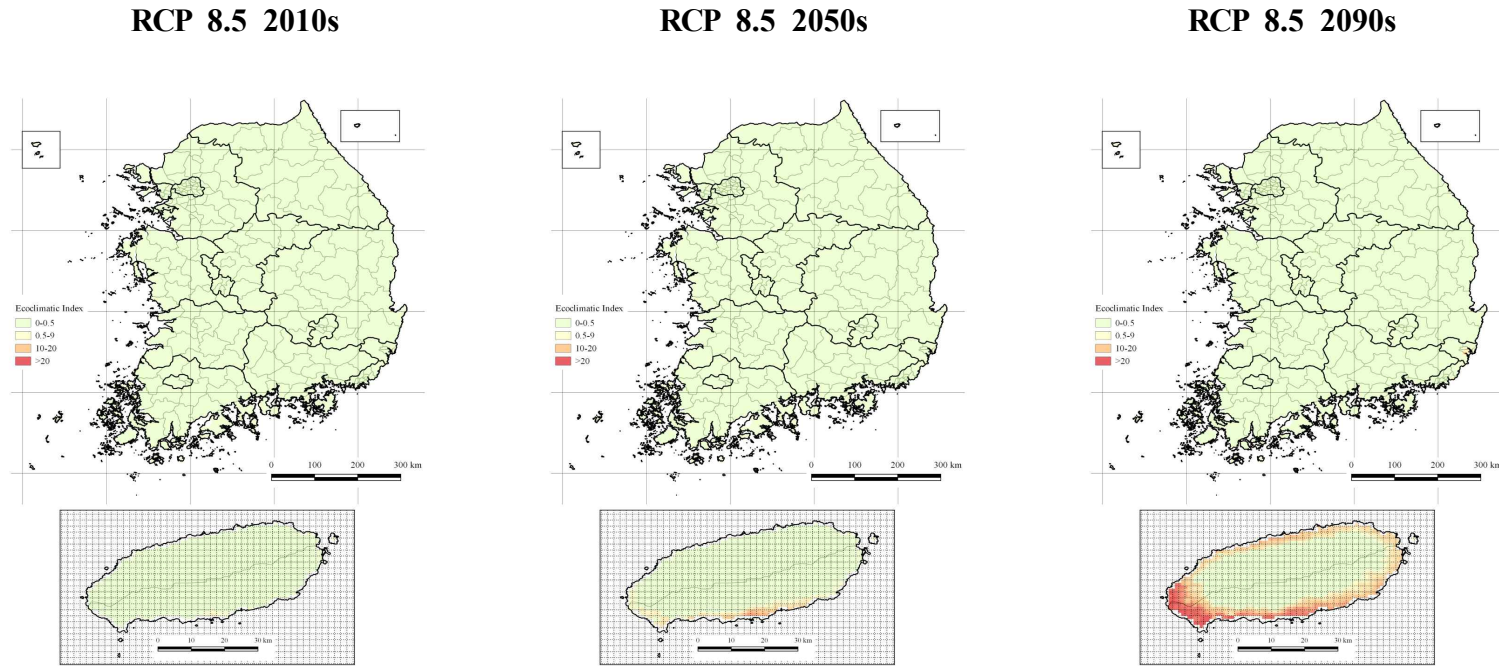 RCP 8.5 2010s
RCP 8.5 2050s
RCP 8.5 2090s
Ecoclimatic Index
0-0.5
0.5-9
10-20
>20
0 100 200 300 km
0 10 20 30 km
Ecoclimatic Index
0-0.5
0.5-9
10-20
>20
0 100 200 300 km
0 10 20 30 km
Ecoclimatic Index
0-0.5
0.5-9
10-20
>20
0 100 200 300 km
0 10 20 30 km